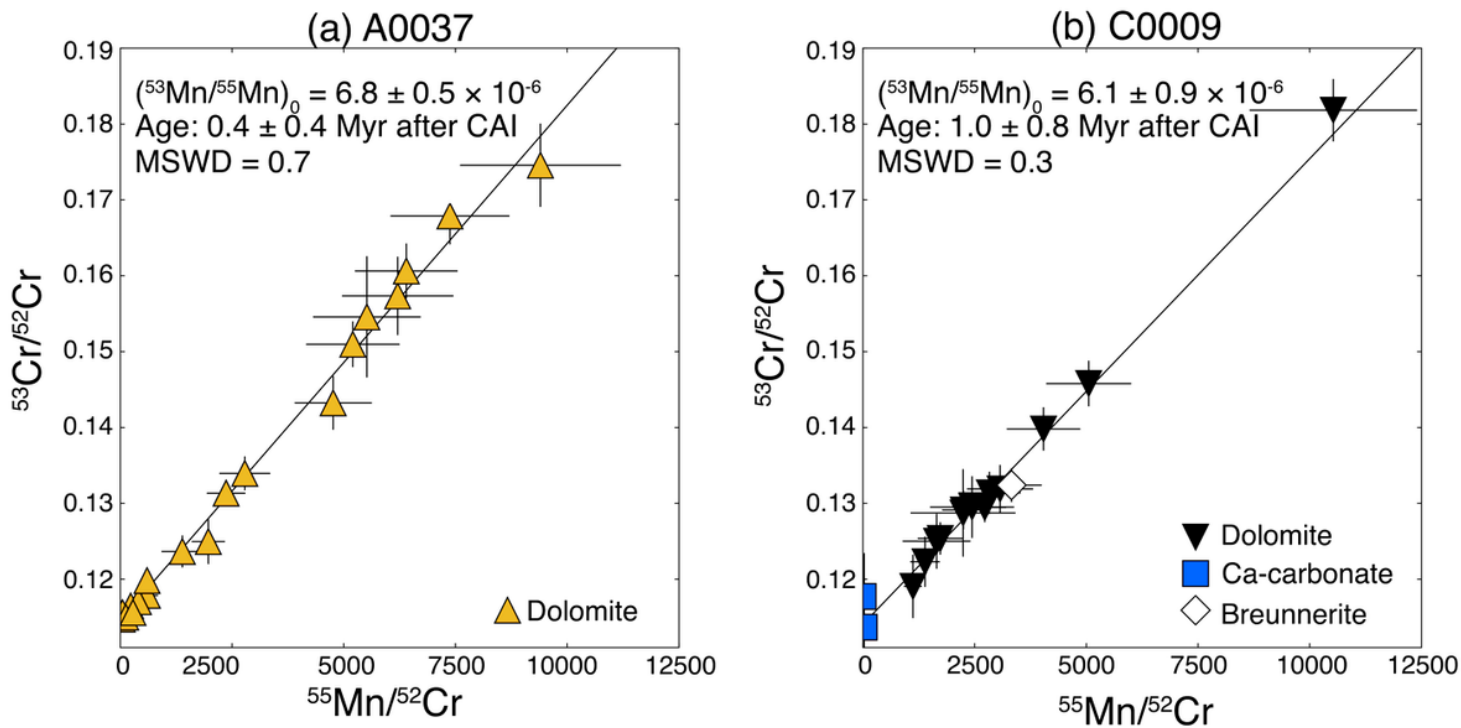 (a) A0037
(⁵³Mn/⁵⁵Mn)₀ = 6.8 ± 0.5 × 10⁻⁶
Age: 0.4 ± 0.4 Myr after CAI
MSWD = 0.7
0.19
0.18
0.17
0.16
0.15
0.14
0.13
0.12
⁵³Cr/⁵²Cr
Dolomite
0 2500 5000 7500 10000 12500
⁵⁵Mn/⁵²Cr
(b) C0009
(⁵³Mn/⁵⁵Mn)₀ = 6.1 ± 0.9 × 10⁻⁶
Age: 1.0 ± 0.8 Myr after CAI
MSWD = 0.3
0.19
0.18
0.17
0.16
0.15
0.14
0.13
0.12
⁵³Cr/⁵²Cr
Dolomite
Ca-carbonate
Breunnerite
0 2500 5000 7500 10000 12500
⁵⁵Mn/⁵²Cr